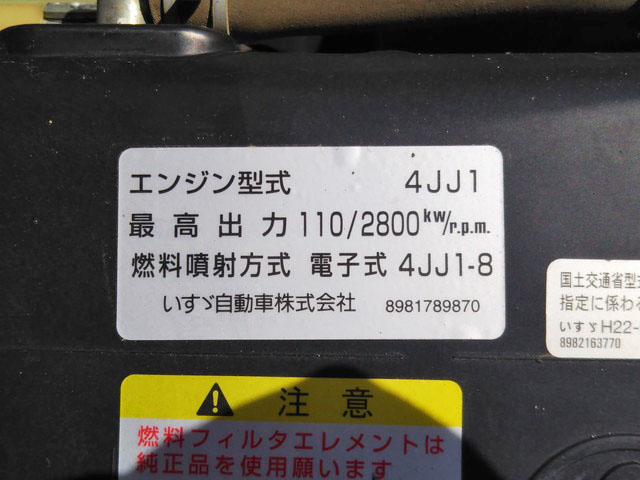 エンジン型式 4JJ1
最高出力 110/2800 kw/r.p.m.
燃料噴射方式 電子式 4JJ1-8
いすゞ自動車株式会社 8981789870
国土交通省型式
指定に係わる
いすゞH22-
8982163770
注意
燃料フィルタエレメントは
純正品を使用願います